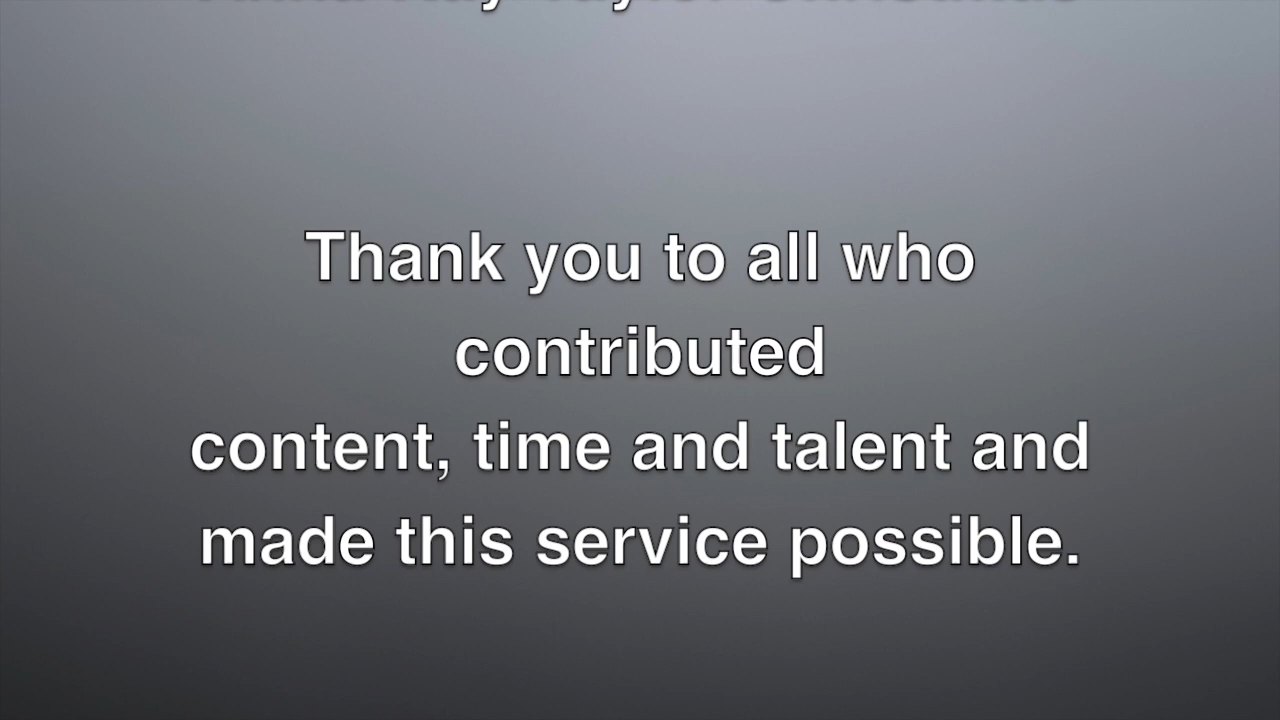 Thank you to all who
contributed
content, time and talent and
made this service possible.